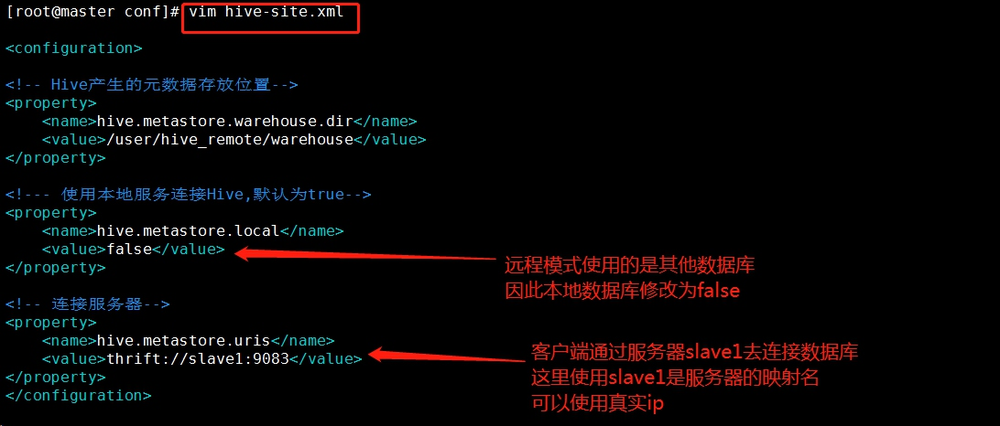 [root@master conf]# vim hive-site.xml
<configuration>
<!-- Hive产生的元数据存放位置-->
<property>
<name>hive.metastore.warehouse.dir</name>
<value>/user/hive_remote/warehouse</value>
</property>
<!--- 使用本地服务连接Hive,默认为true-->
<property>
<name>hive.metastore.local</name>
<value>false</value>
</property>
远程模式使用的是其他数据库
因此本地数据库修改为false
<!-- 连接服务器-->
<property>
<name>hive.metastore.uris</name>
<value>thrift://slave1:9083</value>
</property>
</configuration>
客户端通过服务器slave1去连接数据库
这里使用slave1是服务器的映射名
可以使用真实ip